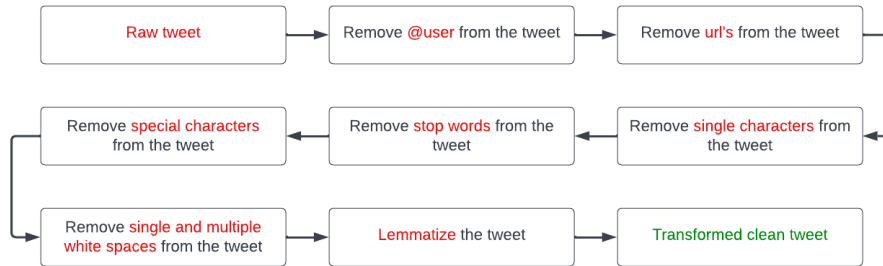 Raw tweet
Remove @user from the tweet
Remove url's from the tweet
Remove special characters
from the tweet
Remove stop words from the
tweet
Remove single characters from
the tweet
Remove single and multiple
white spaces from the tweet
Lemmatize the tweet
Transformed clean tweet